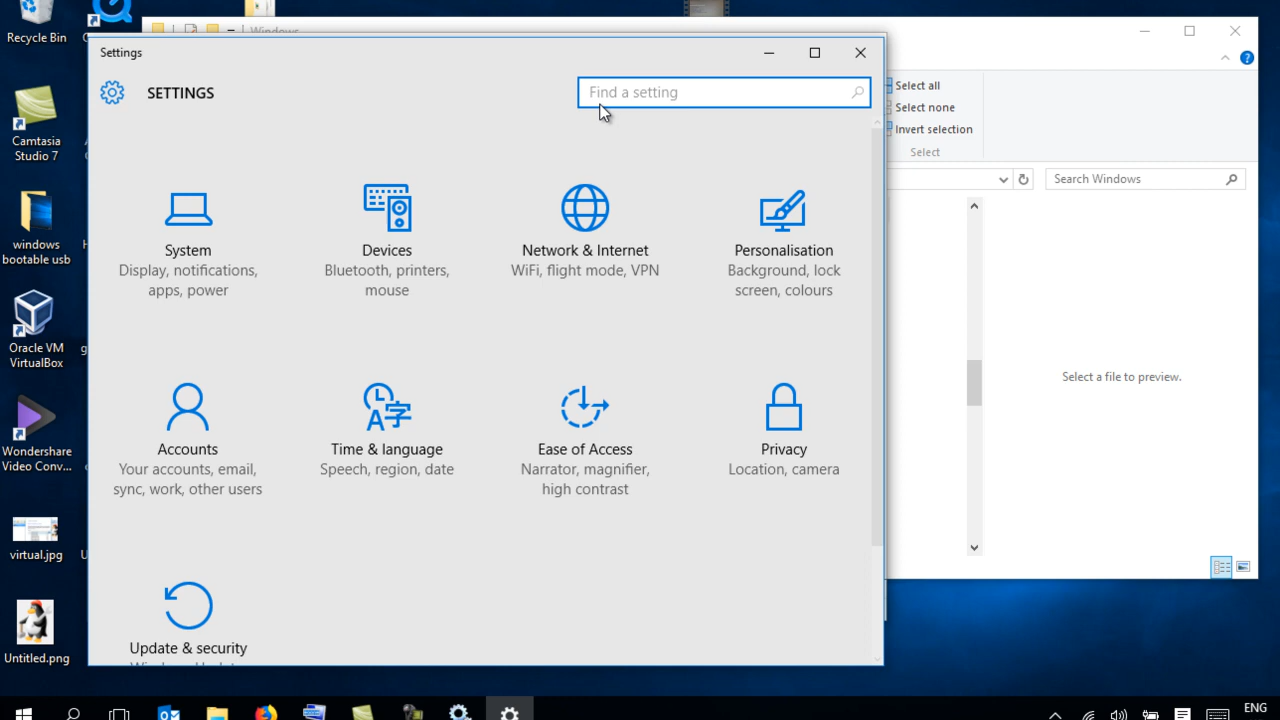 Recycle Bin
Camtasia
Studio 7
windows
bootable usb
Oracle VM
VirtualBox
Wondershare
Video Conv...
virtual.jpg
Untitled.png
Windows
Settings
SETTINGS
Find a setting
System
Display, notifications,
apps, power
Devices
Bluetooth, printers,
mouse
Network & Internet
WiFi, flight mode, VPN
Personalisation
Background, lock
screen, colours
Accounts
Your accounts, email,
sync, work, other users
Time & language
Speech, region, date
Ease of Access
Narrator, magnifier,
high contrast
Privacy
Location, camera
Update & security
Select all
Select none
Invert selection
Select
Search Windows
Select a file to preview.
ENG